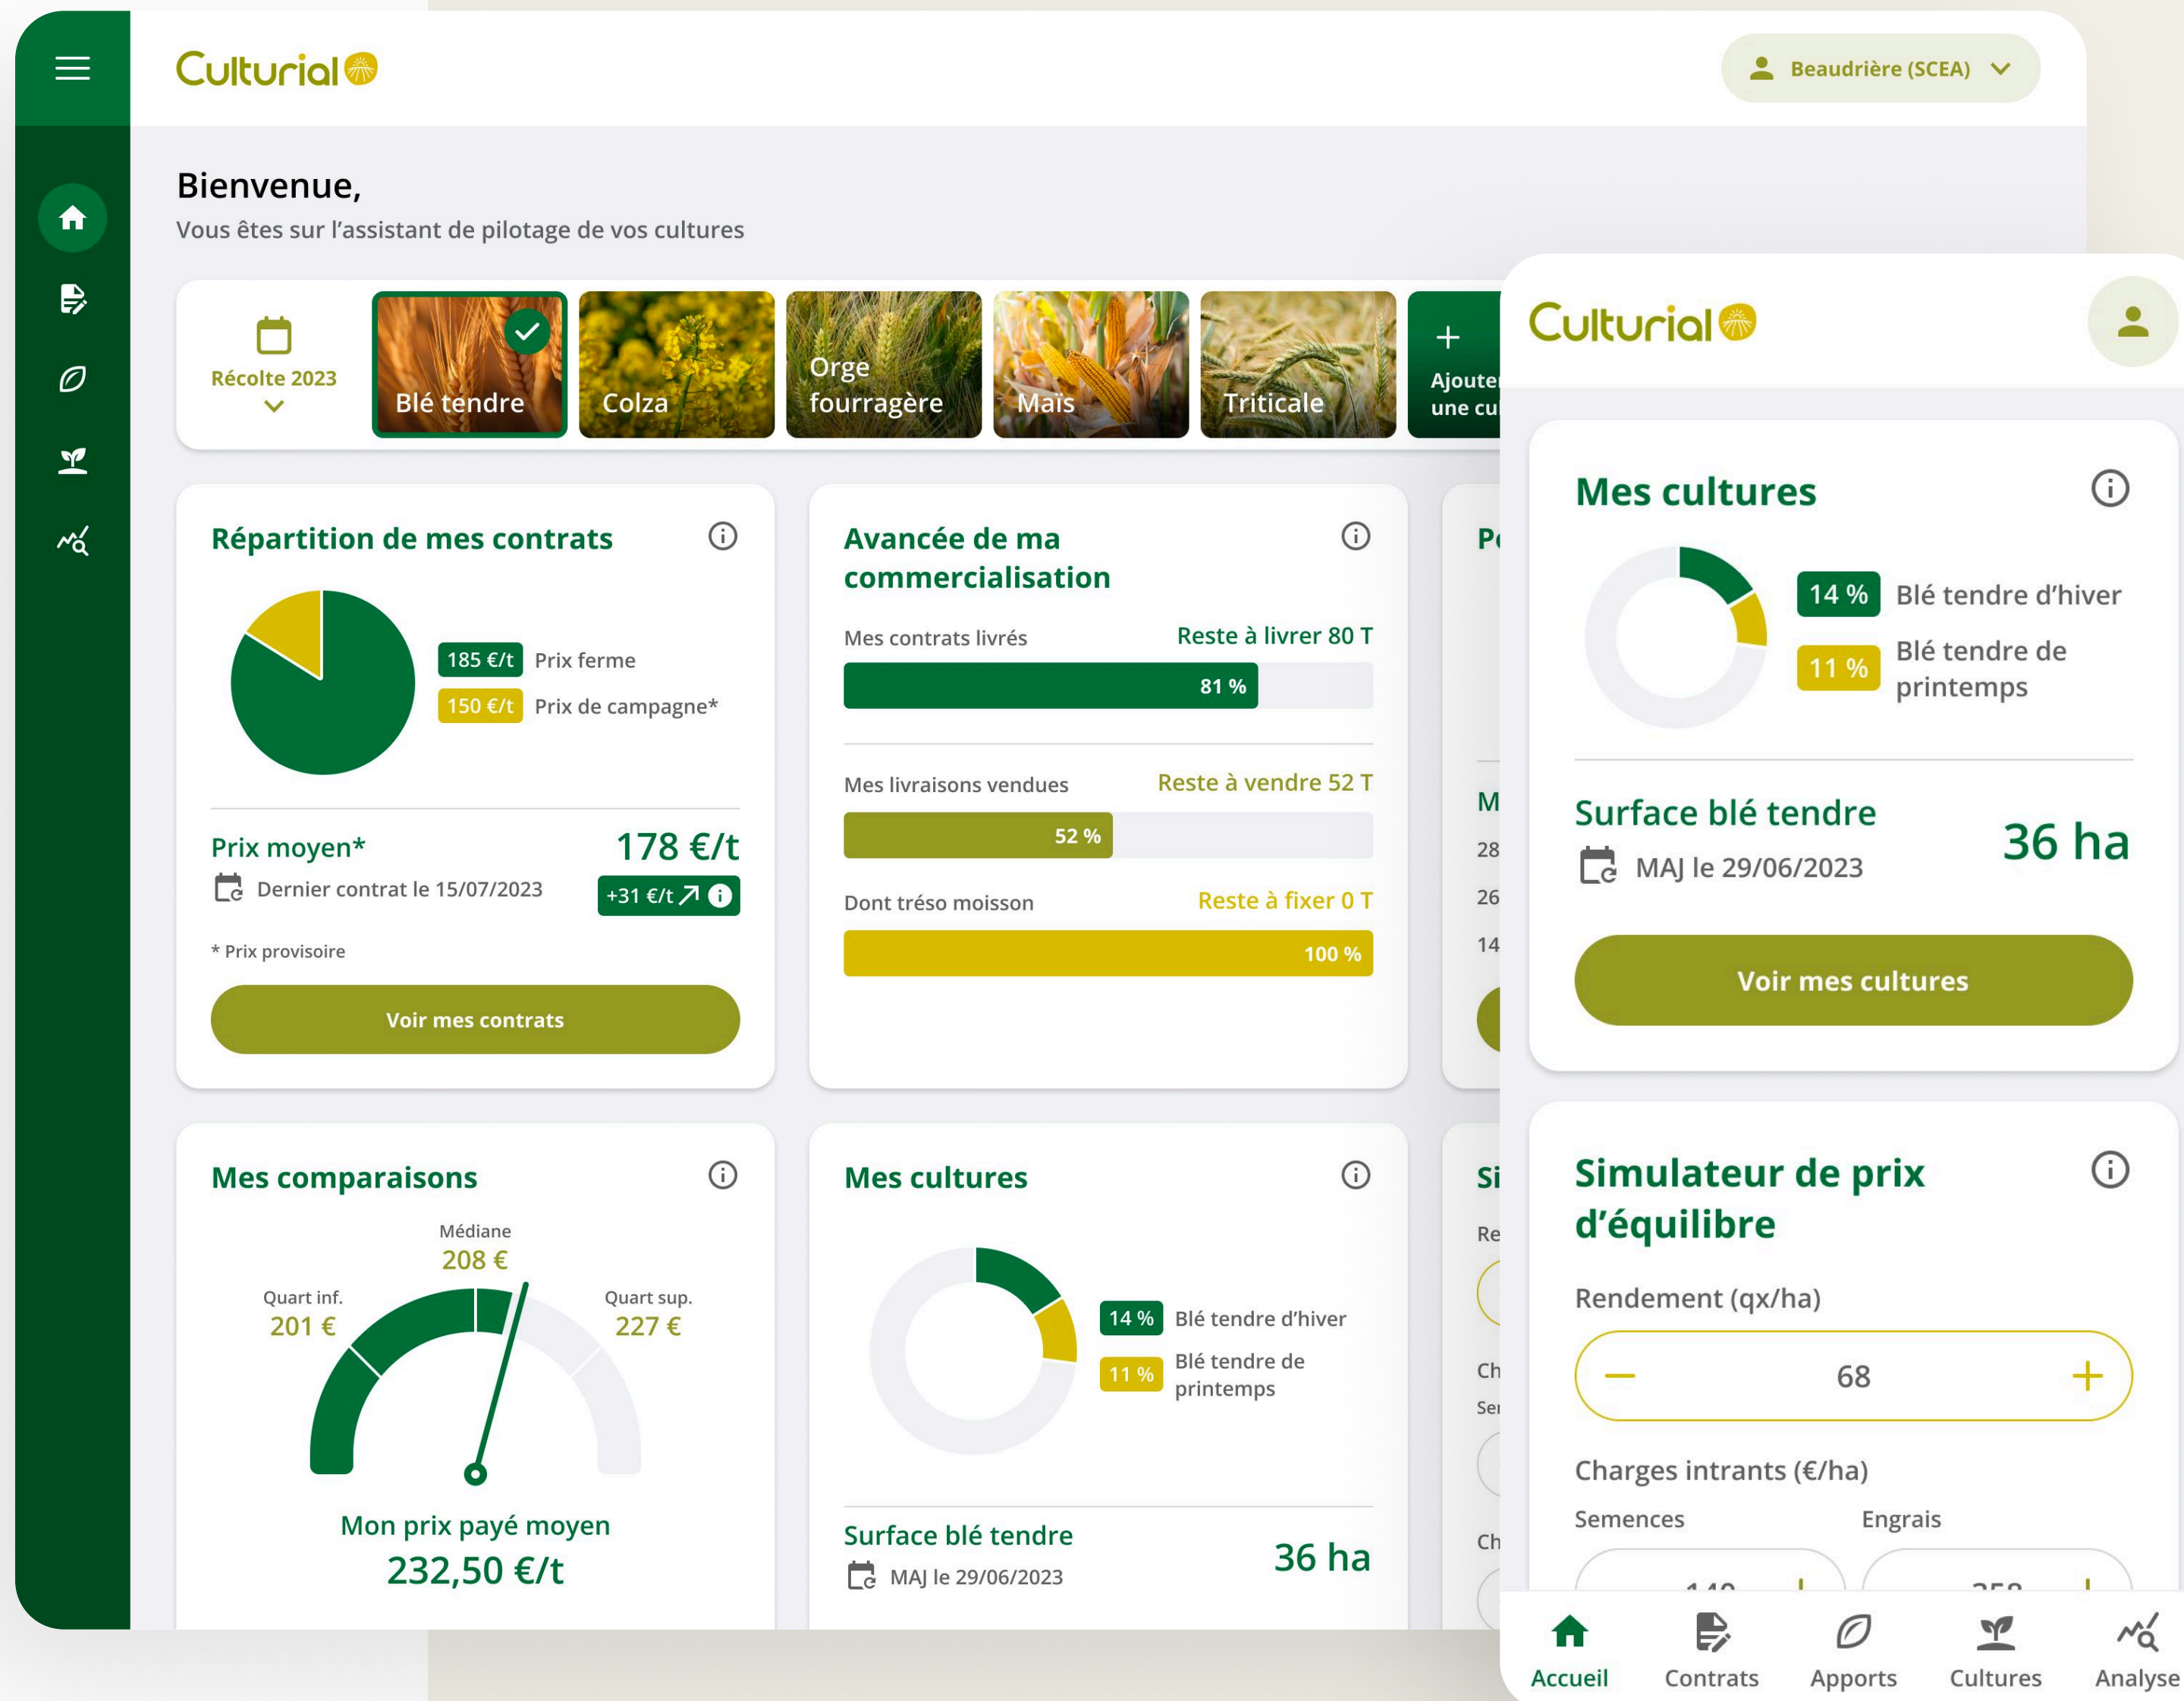 Culturial
Beaudrière (SCEA)
Bienvenue,
Vous êtes sur l'assistant de pilotage de vos cultures
Récolte 2023
Blé tendre
Colza
Orge
fourragère
Maïs
Triticale
+
une
Répartition de mes contrats
185 €/t Prix ferme
150 €/t Prix de campagne*
Prix moyen*
178 €/t
Dernier contrat le 15/07/2023
+31 €/t
* Prix provisoire
Voir mes contrats
Avancée de ma
commercialisation
Mes contrats livrés
Reste à livrer 80 T
81 %
Mes livraisons vendues
Reste à vendre 52 T
52 %
Dont tréso moisson
Reste à fixer 0 T
100 %
28
26
14
Mes comparaisons
Médiane
208 €
Quart inf.
201 €
Quart sup.
227 €
Mon prix payé moyen
232,50 €/t
Mes cultures
14 % Blé tendre d'hiver
11 % Blé tendre de
printemps
Surface blé tendre
36 ha
MAJ le 29/06/2023
Culturial
Mes cultures
14 % Blé tendre d'hiver
11 % Blé tendre de
printemps
Surface blé tendre
36 ha
MAJ le 29/06/2023
Voir mes cultures
Simulateur de prix
d'équilibre
Rendement (qx/ha)
− 68 +
Charges intrants (€/ha)
Semences
Engrais
Accueil
Contrats
Apports
Cultures
Analyse